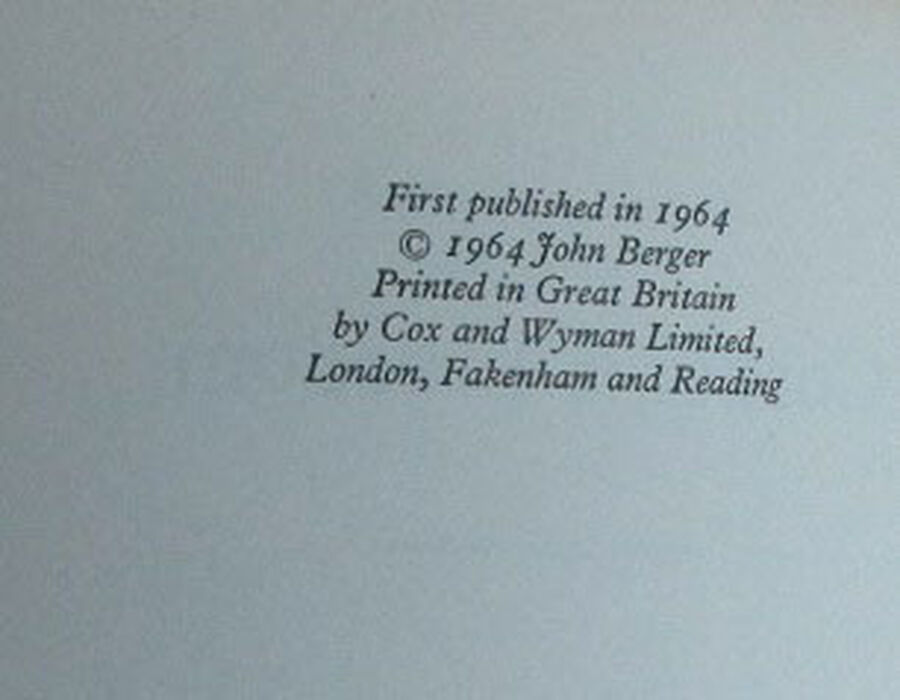 First published in 1964
© 1964 John Berger
Printed in Great Britain
by Cox and Wyman Limited,
London, Fakenham and Reading